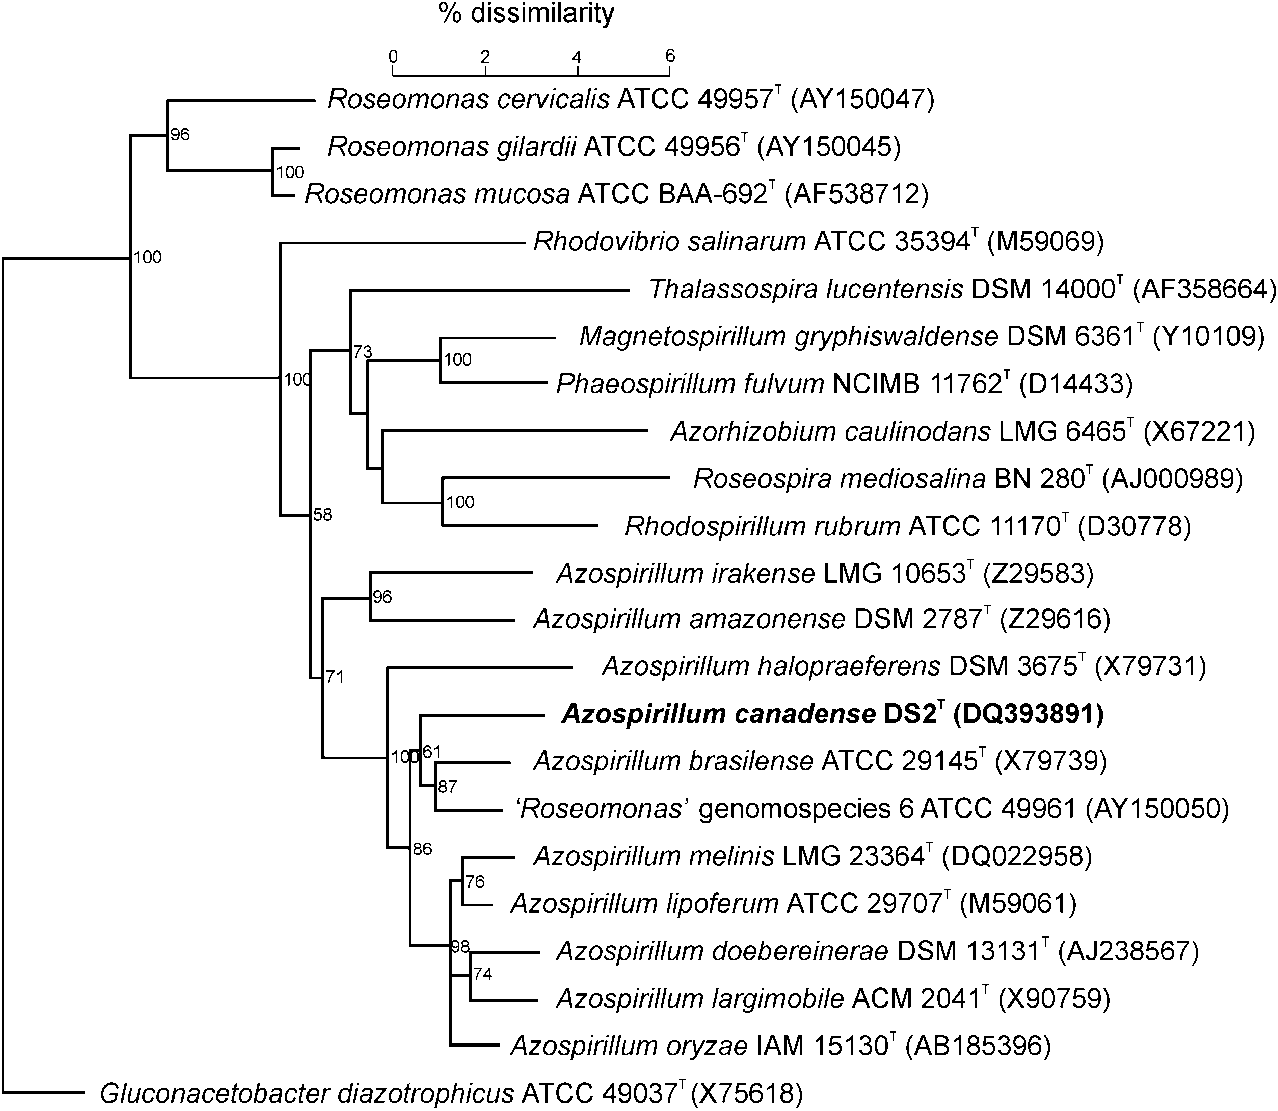 % dissimilarity
0 2 4 6
Roseomonas cervicalis ATCC 49957T (AY150047)
96
Roseomonas gilardii ATCC 49956T (AY150045)
100
Roseomonas mucosa ATCC BAA-692T (AF538712)
Rhodovibrio salinarum ATCC 35394T (M59069)
100
Thalassospira lucentensis DSM 14000T (AF358664)
Magnetospirillum gryphiswaldense DSM 6361T (Y10109)
73
100
Phaeospirillum fulvum NCIMB 11762T (D14433)
100
Azorhizobium caulinodans LMG 6465T (X67221)
Roseospira mediosalina BN 280T (AJ000989)
100
58
Rhodospirillum rubrum ATCC 11170T (D30778)
Azospirillum irakense LMG 10653T (Z29583)
96
Azospirillum amazonense DSM 2787T (Z29616)
Azospirillum halopraeferens DSM 3675T (X79731)
71
Azospirillum canadense DS2T (DQ393891)
61
100
Azospirillum brasilense ATCC 29145T (X79739)
87
‘Roseomonas’ genomospecies 6 ATCC 49961 (AY150050)
86
Azospirillum melinis LMG 23364T (DQ022958)
76
Azospirillum lipoferum ATCC 29707T (M59061)
98
Azospirillum doebereinerae DSM 13131T (AJ238567)
74
Azospirillum largimobile ACM 2041T (X90759)
Azospirillum oryzae IAM 15130T (AB185396)
Gluconacetobacter diazotrophicus ATCC 49037T (X75618)